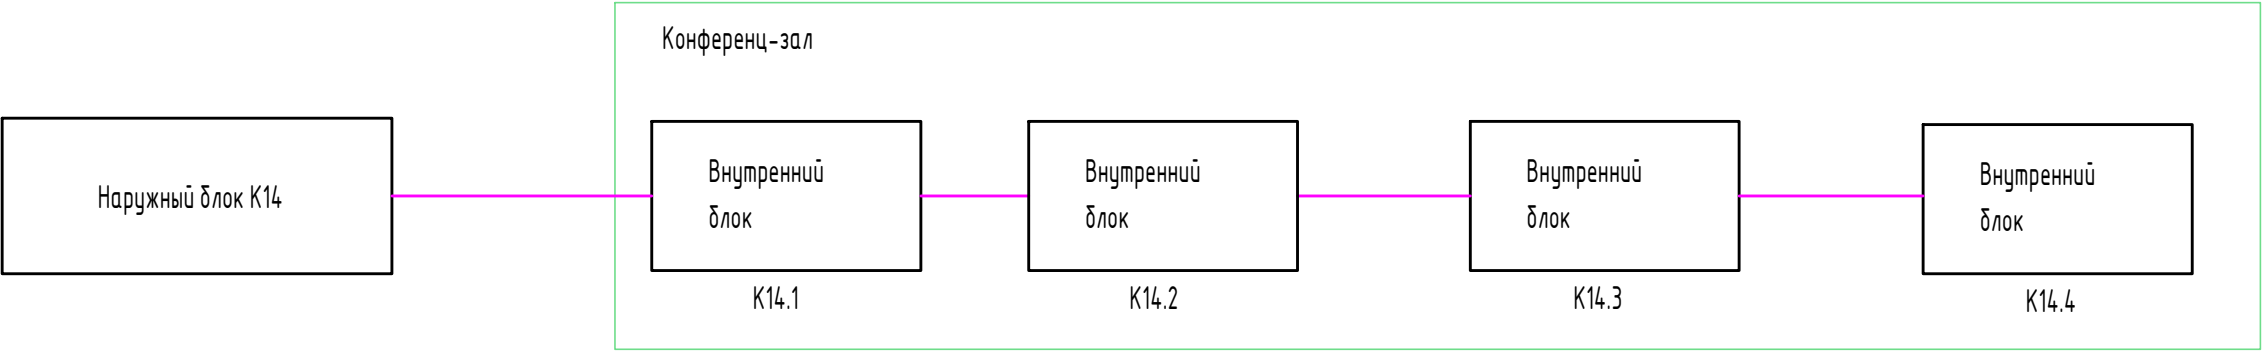 Конференц-зал
Наружный блок К14
Внутренний
блок
К14.1
Внутренний
блок
К14.2
Внутренний
блок
К14.3
Внутренний
блок
К14.4